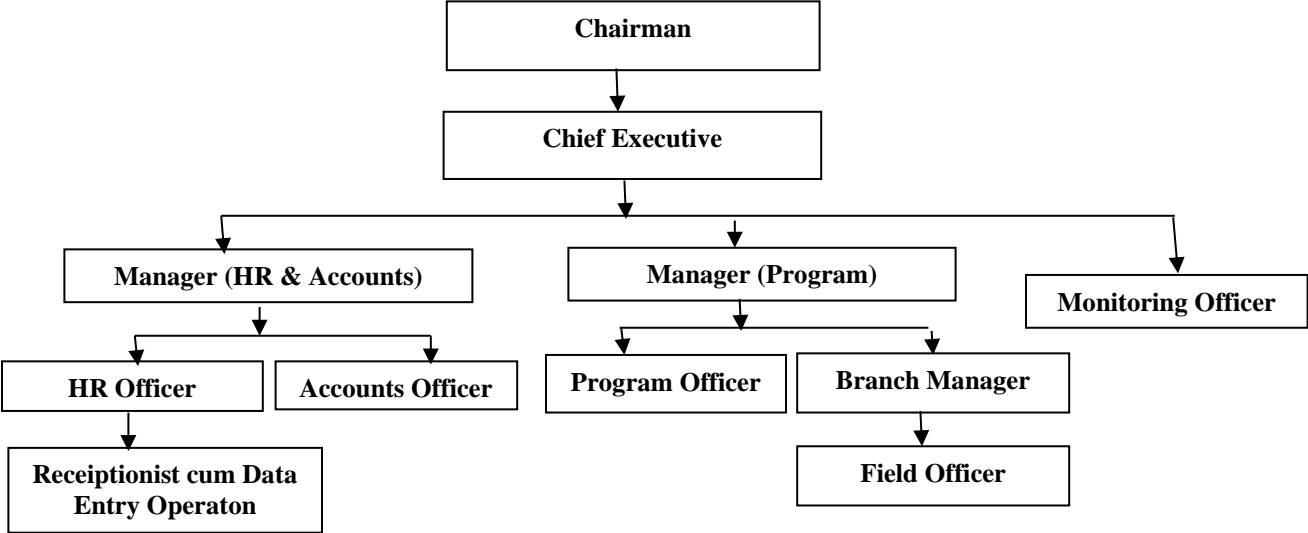 Chairman
Chief Executive
Manager (HR & Accounts)
Manager (Program)
Monitoring Officer
HR Officer
Accounts Officer
Program Officer
Branch Manager
Receiptionist cum Data
Entry Operaton
Field Officer